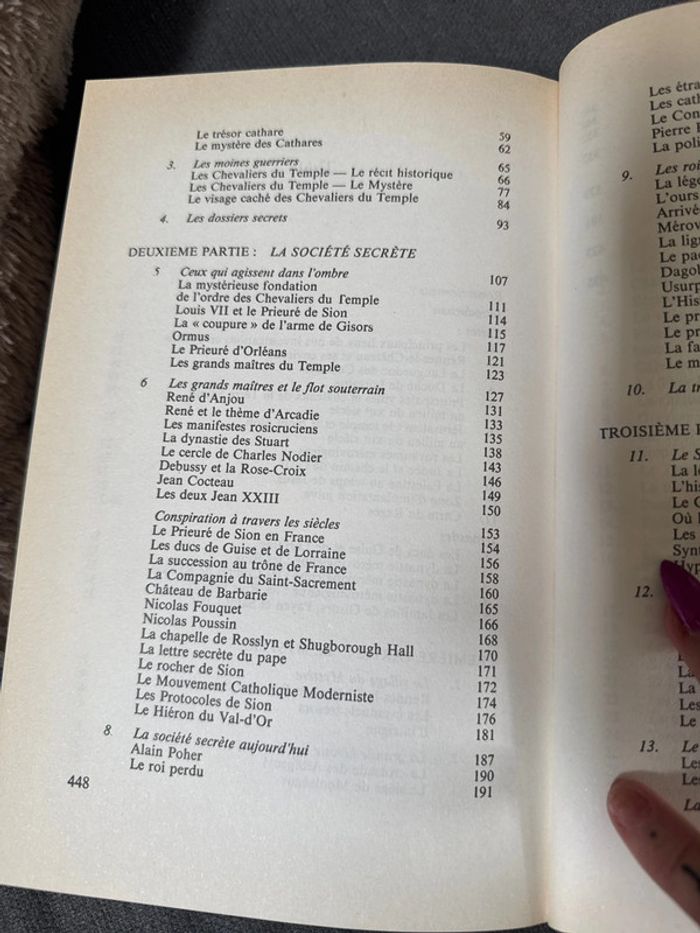 Le trésor cathare 59
Le mystère des Cathares 62
3. Les moines guerriers 65
Les Chevaliers du Temple — Le récit historique 66
Les Chevaliers du Temple — Le Mystère 77
Le visage caché des Chevaliers du Temple 84
4. Les dossiers secrets 93
DEUXIEME PARTIE : LA SOCIÉTÉ SECRÈTE
5 Ceux qui agissent dans l'ombre 107
La mystérieuse fondation
de l'ordre des Chevaliers du Temple 111
Louis VII et le Prieuré de Sion 114
La « coupure » de l'arme de Gisors 115
Ormus 117
Le Prieuré d'Orléans 121
Les grands maîtres du Temple 123
6 Les grands maîtres et le flot souterrain 127
René d'Anjou 131
René et le thème d'Arcadie 133
Les manifestes rosicruciens 135
La dynastie des Stuart 138
Le cercle de Charles Nodier 143
Debussy et la Rose-Croix 146
Jean Cocteau 149
Les deux Jean XXIII 150
Conspiration à travers les siècles 153
Le Prieuré de Sion en France 154
Les ducs de Guise et de Lorraine 156
La succession au trône de France 158
La Compagnie du Saint-Sacrement 160
Château de Barbarie 165
Nicolas Fouquet 166
Nicolas Poussin 168
La chapelle de Rosslyn et Shugborough Hall 170
La lettre secrète du pape 171
Le rocher de Sion 172
Le Mouvement Catholique Moderniste 174
Les Protocoles de Sion 176
Le Hiéron du Val-d'Or 181
8. La société secrète aujourd'hui 187
Alain Poher 190
Le roi perdu 191
448
Les étra
Les cath
Le Con
Pierre
La poli
9. Les roi
La lége
L'ours
Arrivé
Mérov
La lig
Le pa
Dagol
Usurp
L'His
Le pr
Le pr
La fa
Le m
10. La tr
TROISIÈME
11. Le S
La l
L'hi
Le C
Où
Les
Synt
Hyp
12.
La
La
Les
Le
13. Le
Les
Les
La